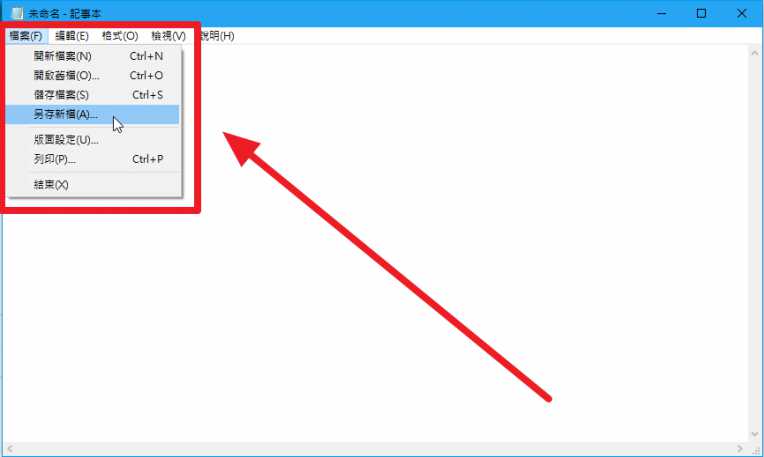 未命名 - 記事本
檔案(F) 編輯(E) 格式(O) 檢視(V) 說明(H)
開新檔案(N) Ctrl+N
開啟舊檔(O)... Ctrl+O
儲存檔案(S) Ctrl+S
另存新檔(A)...
版面設定(U)...
列印(P)... Ctrl+P
結束(X)